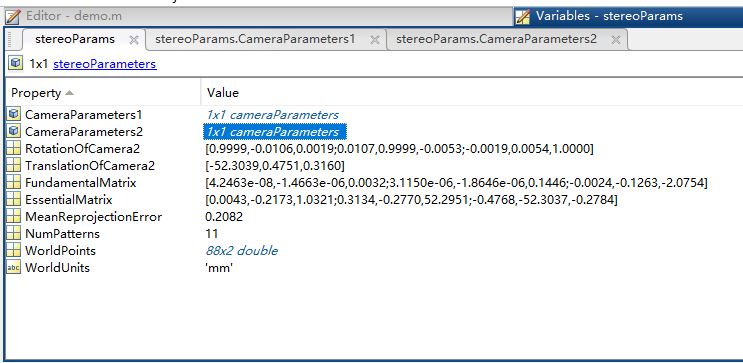 Editor - demo.m
Variables - stereoParams
stereoParams stereoParams.CameraParameters1 stereoParams.CameraParameters2
1x1 stereoParameters
Property Value
CameraParameters1 1x1 cameraParameters
CameraParameters2 1x1 cameraParameters
RotationOfCamera2 [0.9999,-0.0106,0.0019;0.0107,0.9999,-0.0053;-0.0019,0.0054,1.0000]
TranslationOfCamera2 [-52.3039,0.4751,0.3160]
FundamentalMatrix [4.2463e-08,-1.4663e-06,0.0032;3.1150e-06,-1.8646e-06,0.1446;-0.0024,-0.1263,-2.0754]
EssentialMatrix [0.0043,-0.2173,1.0321;0.3134,-0.2770,52.2951;-0.4768,-52.3037,-0.2784]
MeanReprojectionError 0.2082
NumPatterns 11
WorldPoints 88x2 double
abc WorldUnits 'mm'